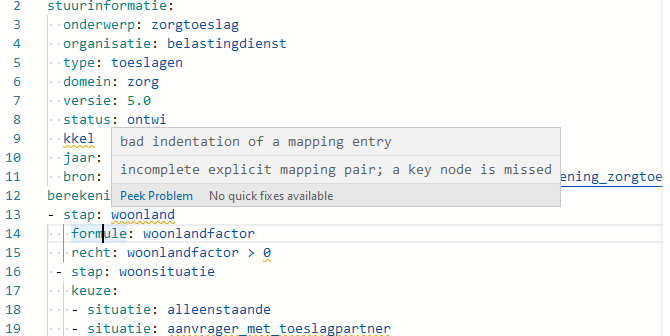 2 stuurinformatie:
3 onderwerp: zorgtoeslag
4 organisatie: belastingdienst
5 type: toeslagen
6 domein: zorg
7 versie: 5.0
8 status: ontwi
9 kkel
bad indentation of a mapping entry
10 jaar:
incomplete explicit mapping pair; a key node is missed
11 bron: ening_zorgtoe
12 berekeni
Peek Problem No quick fixes available
13 - stap: woonland
14 formule: woonlandfactor
15 recht: woonlandfactor > 0
16 - stap: woonsituatie
17 keuze:
18 - situatie: alleenstaande
19 - situatie: aanvrager_met_toeslagpartner